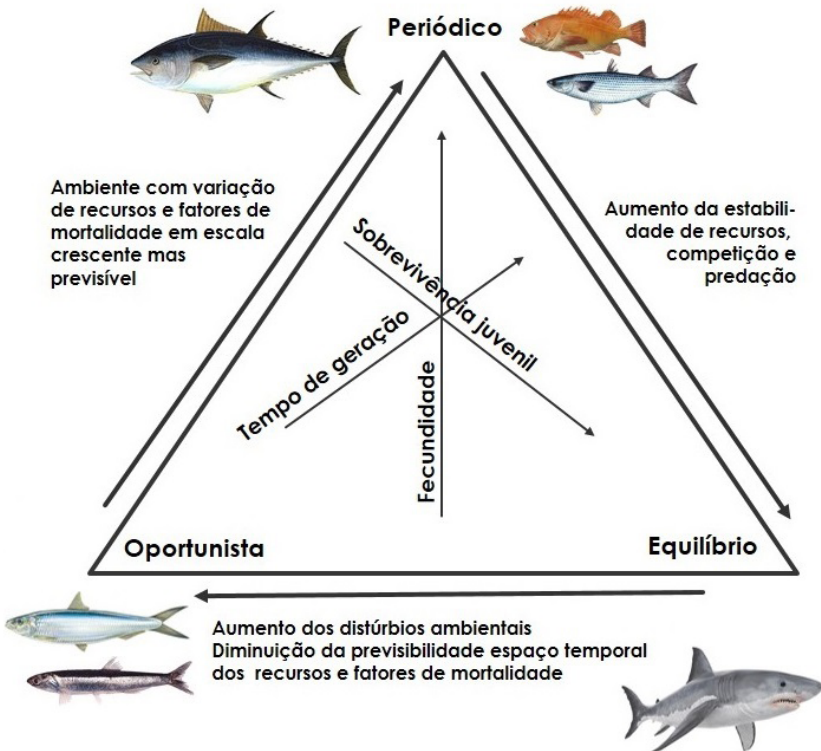 Periódico
Ambiente com variação
de recursos e fatores de
mortalidade em escala
crescente mas
previsível
Aumento da estabili-
dade de recursos,
competição e
predação
Sobrevivência juvenil
Tempo de geração
Fecundidade
Oportunista
Equilíbrio
Aumento dos distúrbios ambientais
Diminuição da previsibilidade espaço temporal
dos recursos e fatores de mortalidade